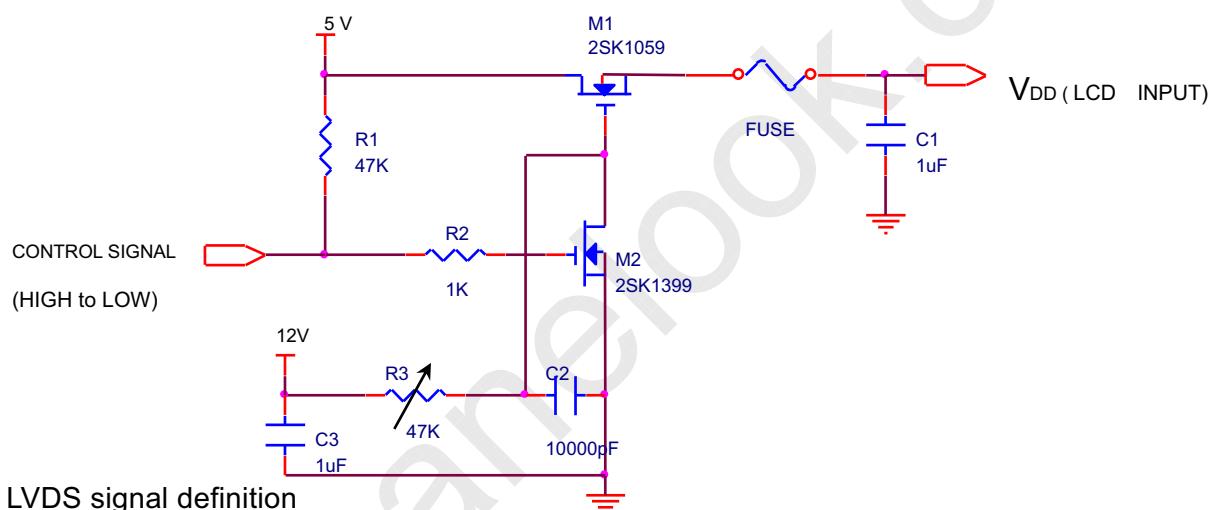 5 V
M1
2SK1059
VDD ( LCD INPUT)
FUSE
R1
47K
C1
1uF
CONTROL SIGNAL
(HIGH to LOW)
R2
1K
M2
2SK1399
12V
R3
47K
C2
10000pF
C3
1uF
LVDS signal definition